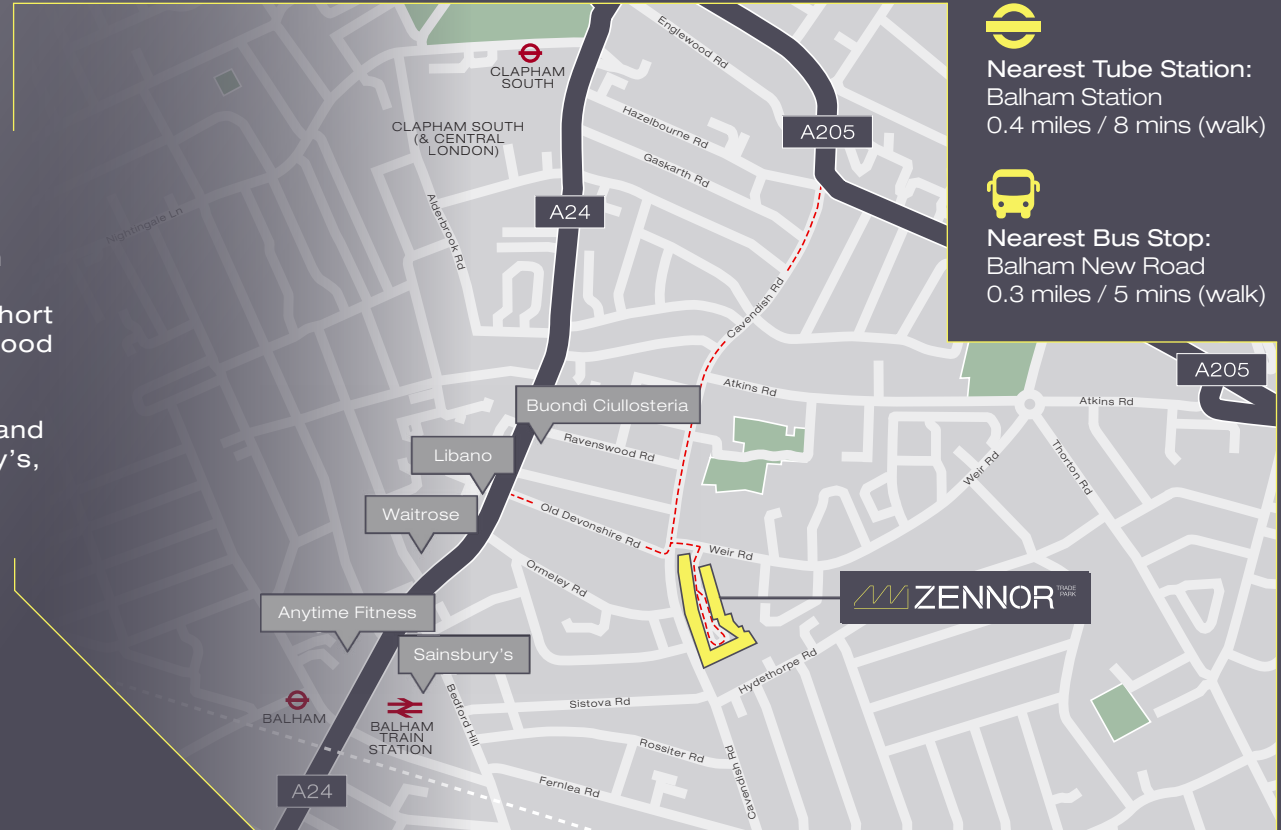 Nearest Tube Station:
Balham Station
0.4 miles / 8 mins (walk)
Nearest Bus Stop:
Balham New Road
0.3 miles / 5 mins (walk)
hort
ood
and
y's,
Englewood Rd
CLAPHAM
SOUTH
CLAPHAM SOUTH
(& CENTRAL
LONDON)
Hazelbourne Rd
A205
Gaskarth Rd
A24
Nightingale Ln
Alderbrook Rd
Cavendish Rd
A205
Atkins Rd
Atkins Rd
Buondì Ciullosteria
Ravenswood Rd
Libano
Weir Rd
Thorton Rd
Waitrose
Old Devonshire Rd
Weir Rd
Ormeley Rd
ZENNOR
TRADE
PARK
Anytime Fitness
Sainsbury's
Hydethorpe Rd
BALHAM
BALHAM
TRAIN
STATION
Bedford Hill
Sistova Rd
Rossiter Rd
Cavendish Rd
Fernlea Rd
A24